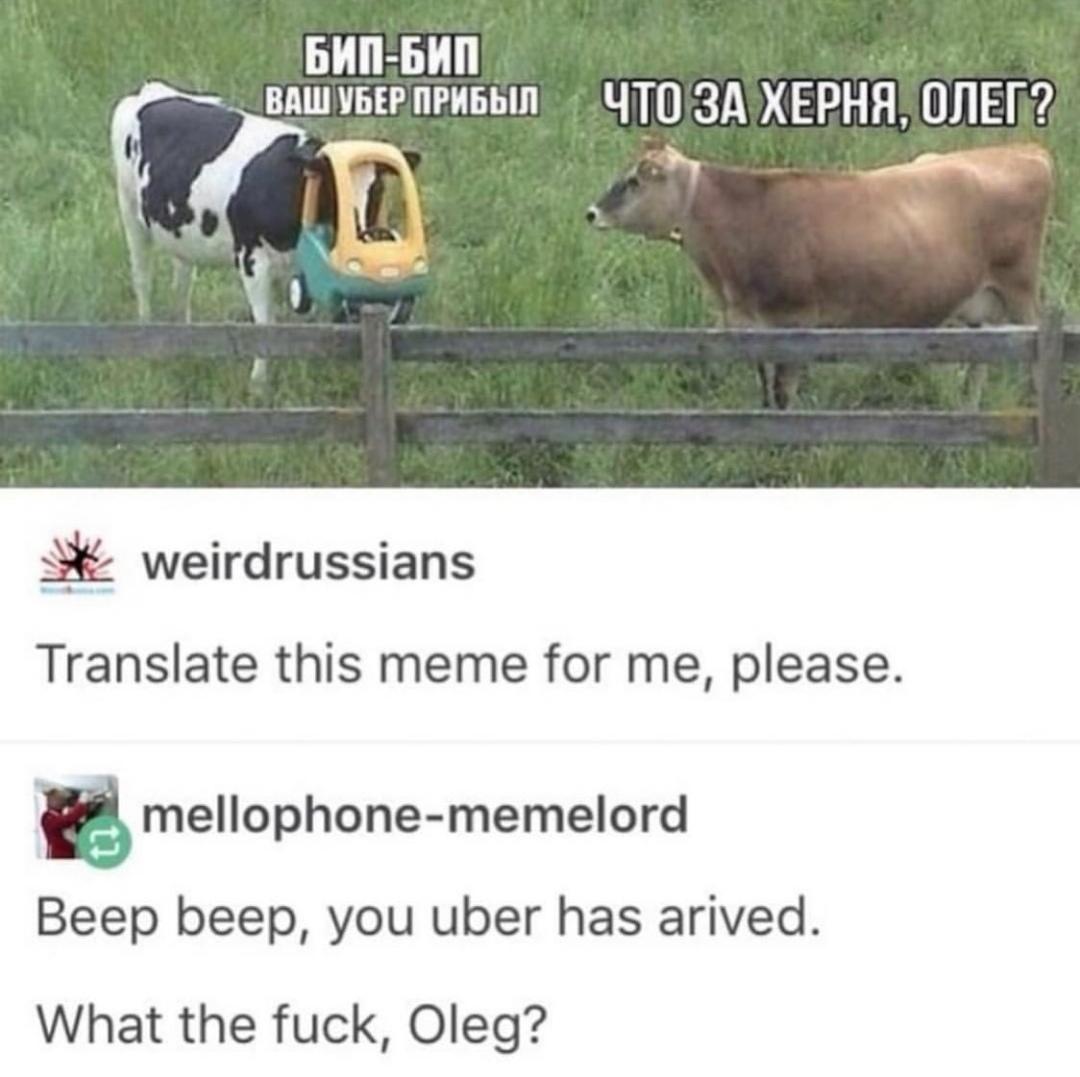 БИП-БИП
ВАШ УБЕР ПРИБЫЛ
ЧТО ЗА ХЕРНЯ, ОЛЕГ?
weirdrussians
Translate this meme for me, please.
mellophone-memelord
Beep beep, you uber has arived.
What the fuck, Oleg?